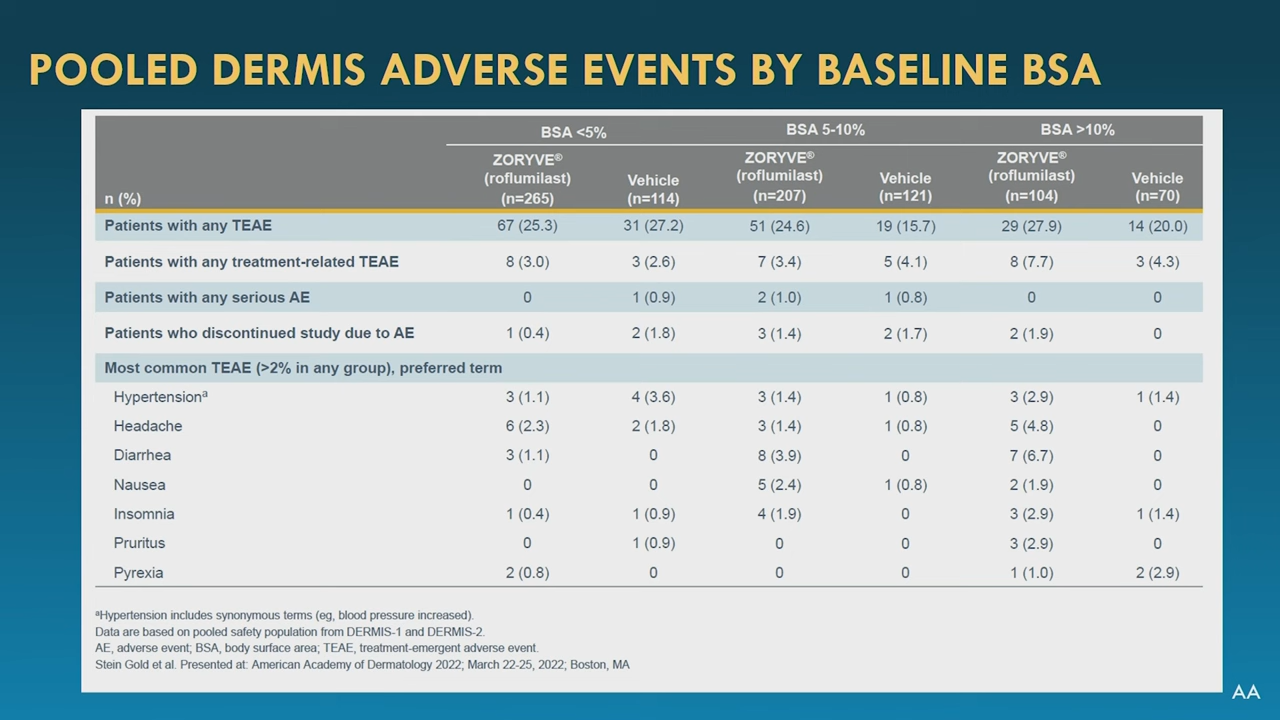 POOLED DERMIS ADVERSE EVENTS BY BASELINE BSA
BSA <5% BSA 5-10% BSA >10%
n (%) ZORYVE® (roflumilast) (n=265) Vehicle (n=114) ZORYVE® (roflumilast) (n=207) Vehicle (n=121) ZORYVE® (roflumilast) (n=104) Vehicle (n=70)
Patients with any TEAE 67 (25.3) 31 (27.2) 51 (24.6) 19 (15.7) 29 (27.9) 14 (20.0)
Patients with any treatment-related TEAE 8 (3.0) 3 (2.6) 7 (3.4) 5 (4.1) 8 (7.7) 3 (4.3)
Patients with any serious AE 0 1 (0.9) 2 (1.0) 1 (0.8) 0 0
Patients who discontinued study due to AE 1 (0.4) 2 (1.8) 3 (1.4) 2 (1.7) 2 (1.9) 0
Most common TEAE (>2% in any group), preferred term
Hypertensionᵃ 3 (1.1) 4 (3.6) 3 (1.4) 1 (0.8) 3 (2.9) 1 (1.4)
Headache 6 (2.3) 2 (1.8) 3 (1.4) 1 (0.8) 5 (4.8) 0
Diarrhea 3 (1.1) 0 8 (3.9) 0 7 (6.7) 0
Nausea 0 0 5 (2.4) 1 (0.8) 2 (1.9) 0
Insomnia 1 (0.4) 1 (0.9) 4 (1.9) 0 3 (2.9) 1 (1.4)
Pruritus 0 1 (0.9) 0 0 3 (2.9) 0
Pyrexia 2 (0.8) 0 0 0 1 (1.0) 2 (2.9)
ᵃHypertension includes synonymous terms (eg, blood pressure increased).
Data are based on pooled safety population from DERMIS-1 and DERMIS-2.
AE, adverse event; BSA, body surface area; TEAE, treatment-emergent adverse event.
Stein Gold et al. Presented at: American Academy of Dermatology 2022; March 22-25, 2022; Boston, MA
AA